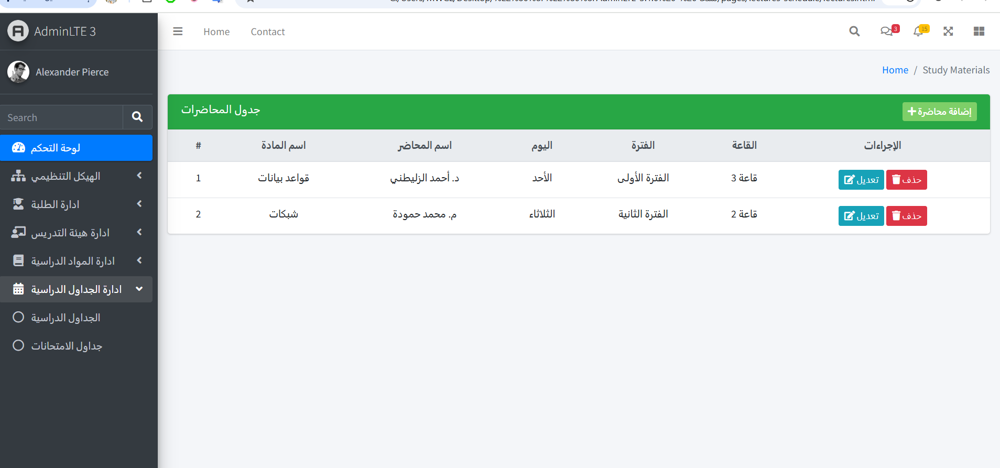 AdminLTE 3
Home
Contact
3
15
Alexander Pierce
Home / Study Materials
Search
جدول المحاضرات
إضافة محاضرة
لوحة التحكم
الهيكل التنظيمي
ادارة الطلبة
ادارة هيئة التدريس
ادارة المواد الدراسية
ادارة الجداول الدراسية
الجداول الدراسية
جداول الامتحانات
# اسم المادة اسم المحاضر اليوم الفترة القاعة الإجراءات
1 قواعد بيانات د. أحمد الزليطني الأحد الفترة الأولى قاعة 3 تعديل حذف
2 شبكات م. محمد حمودة الثلاثاء الفترة الثانية قاعة 2 تعديل حذف